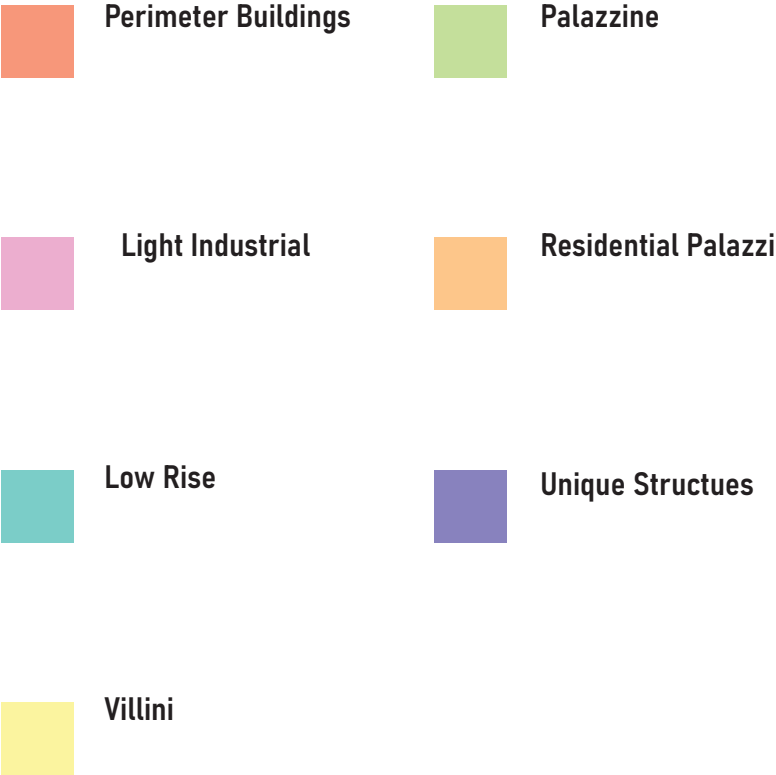 Perimeter Buildings
Palazzine
Light Industrial
Residential Palazzi
Low Rise
Unique Structues
Villini